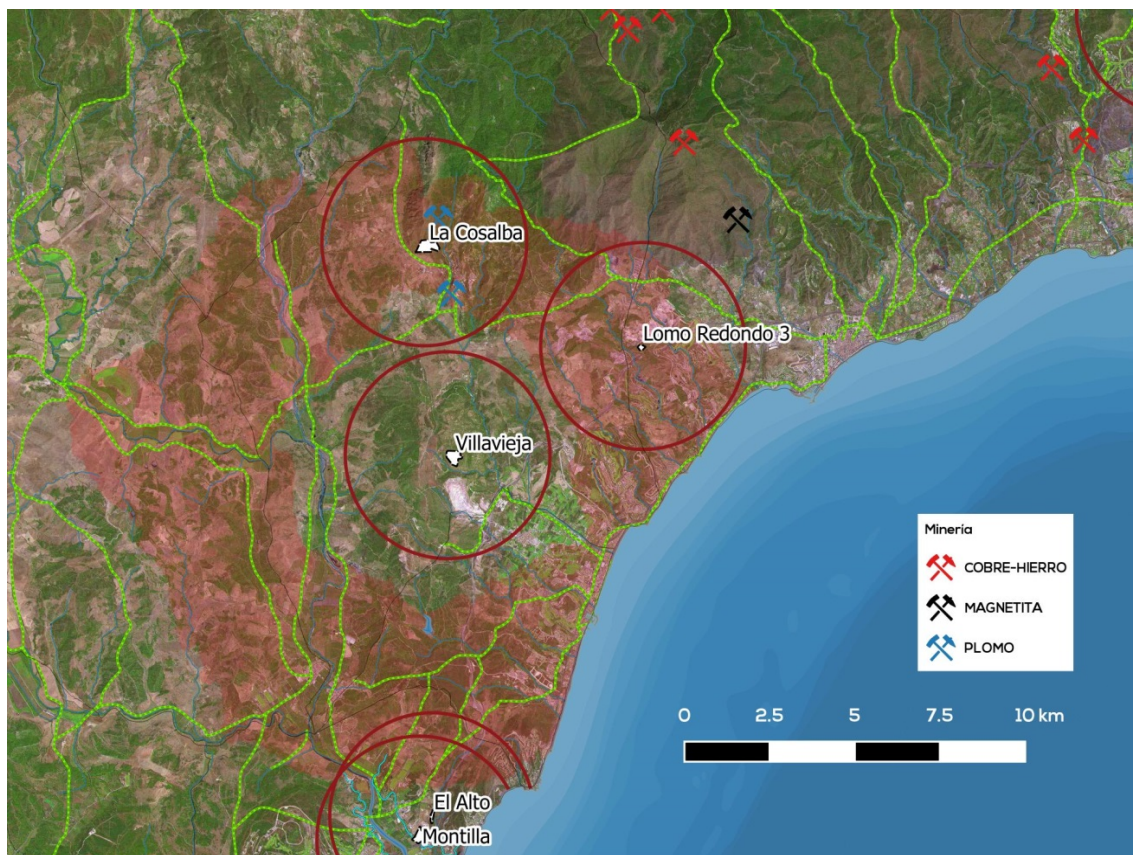 La Cosalba
Lomo Redondo 3
Villavieja
Minería
COBRE-HIERRO
MAGNETITA
PLOMO
0 2.5 5 7.5 10 km
El Alto
Montilla